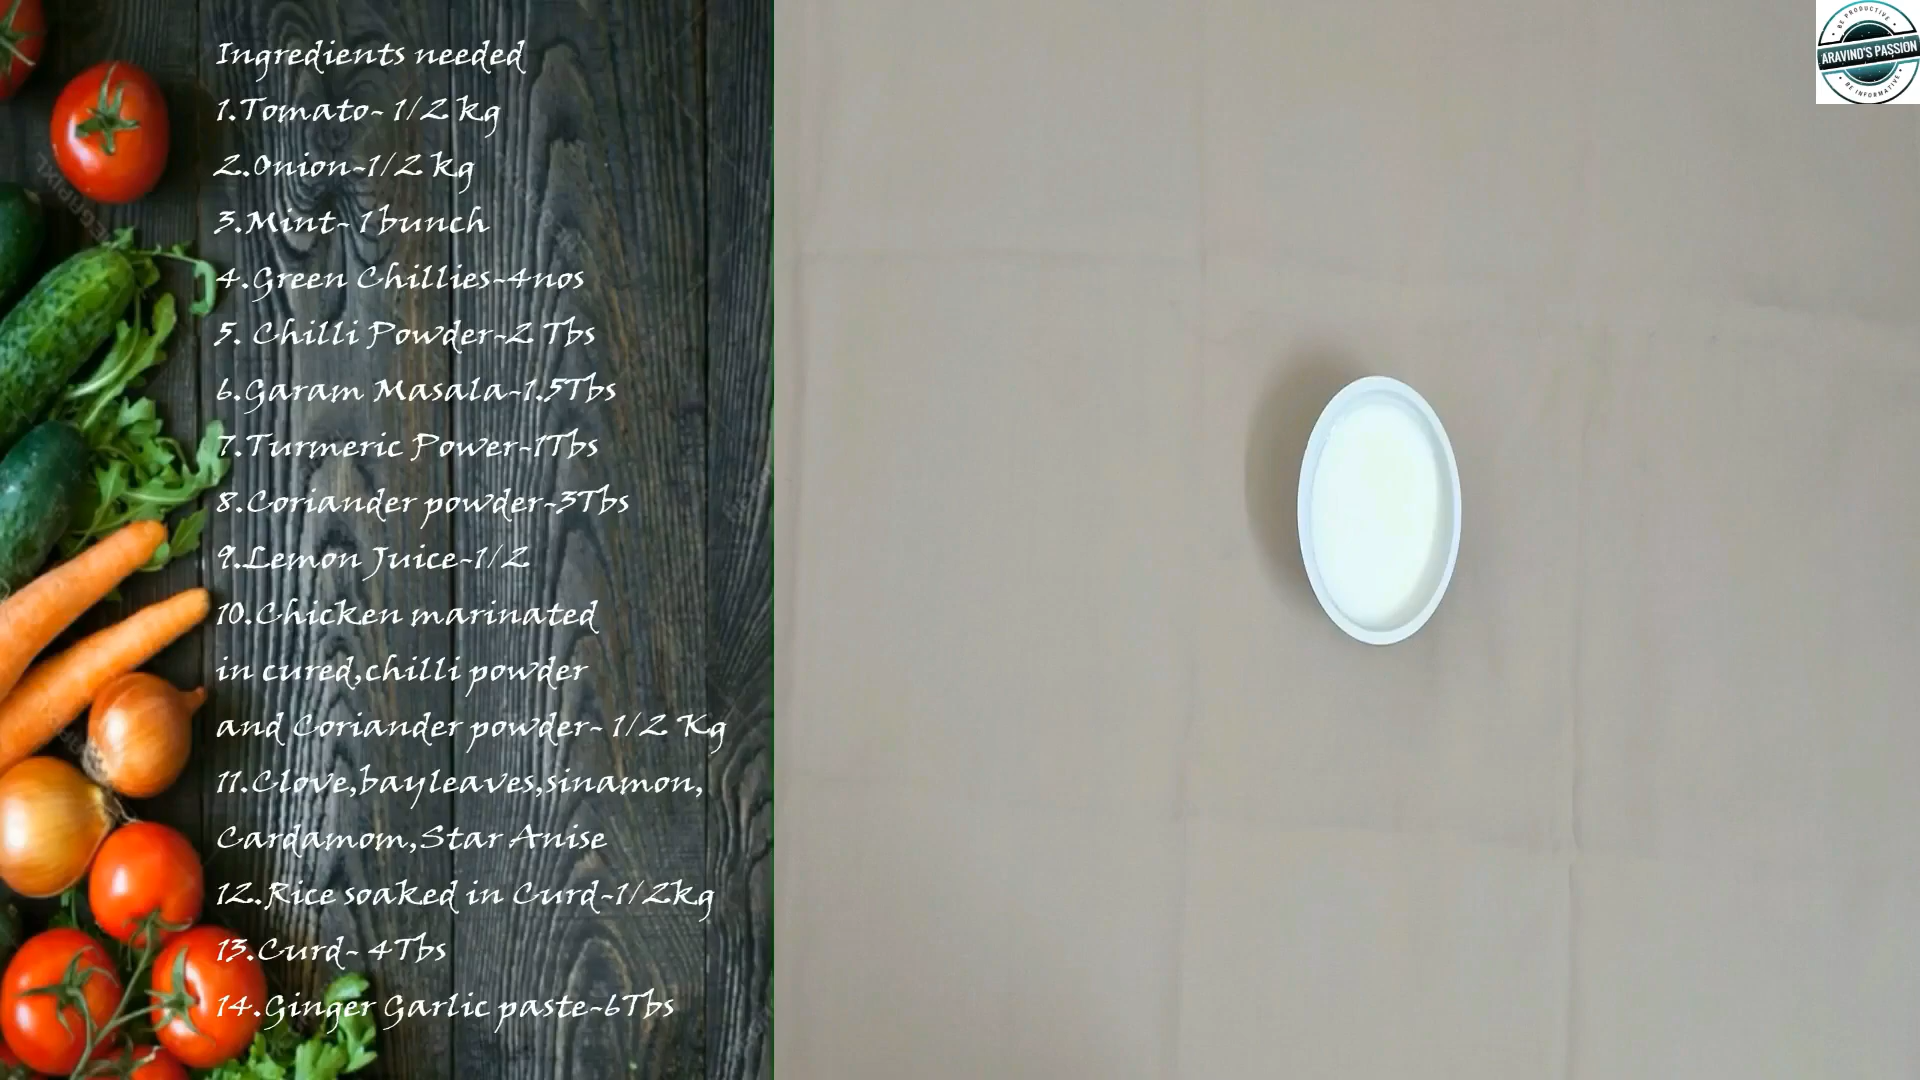 Ingredients needed
1.Tomato- 1/2 kg
2.Onion-1/2 kg
3.Mint- 1 bunch
4.Green Chillies-4nos
5. Chilli Powder-2 Tbs
6.Garam Masala-1.5Tbs
7.Turmeric Power-1Tbs
8.Coriander powder-3Tbs
9.Lemon Juice-1/2
10.Chicken marinated
in cured,chilli powder
and Coriander powder- 1/2 Kg
11.Clove,bayleaves,sinamon,
Cardamom,Star Anise
12.Rice soaked in Curd-1/2kg
13.Curd- 4Tbs
14.Ginger Garlic paste-6Tbs
BE PRODUCTIVE
ARAVIND'S PASSION
BE INFORMATIVE